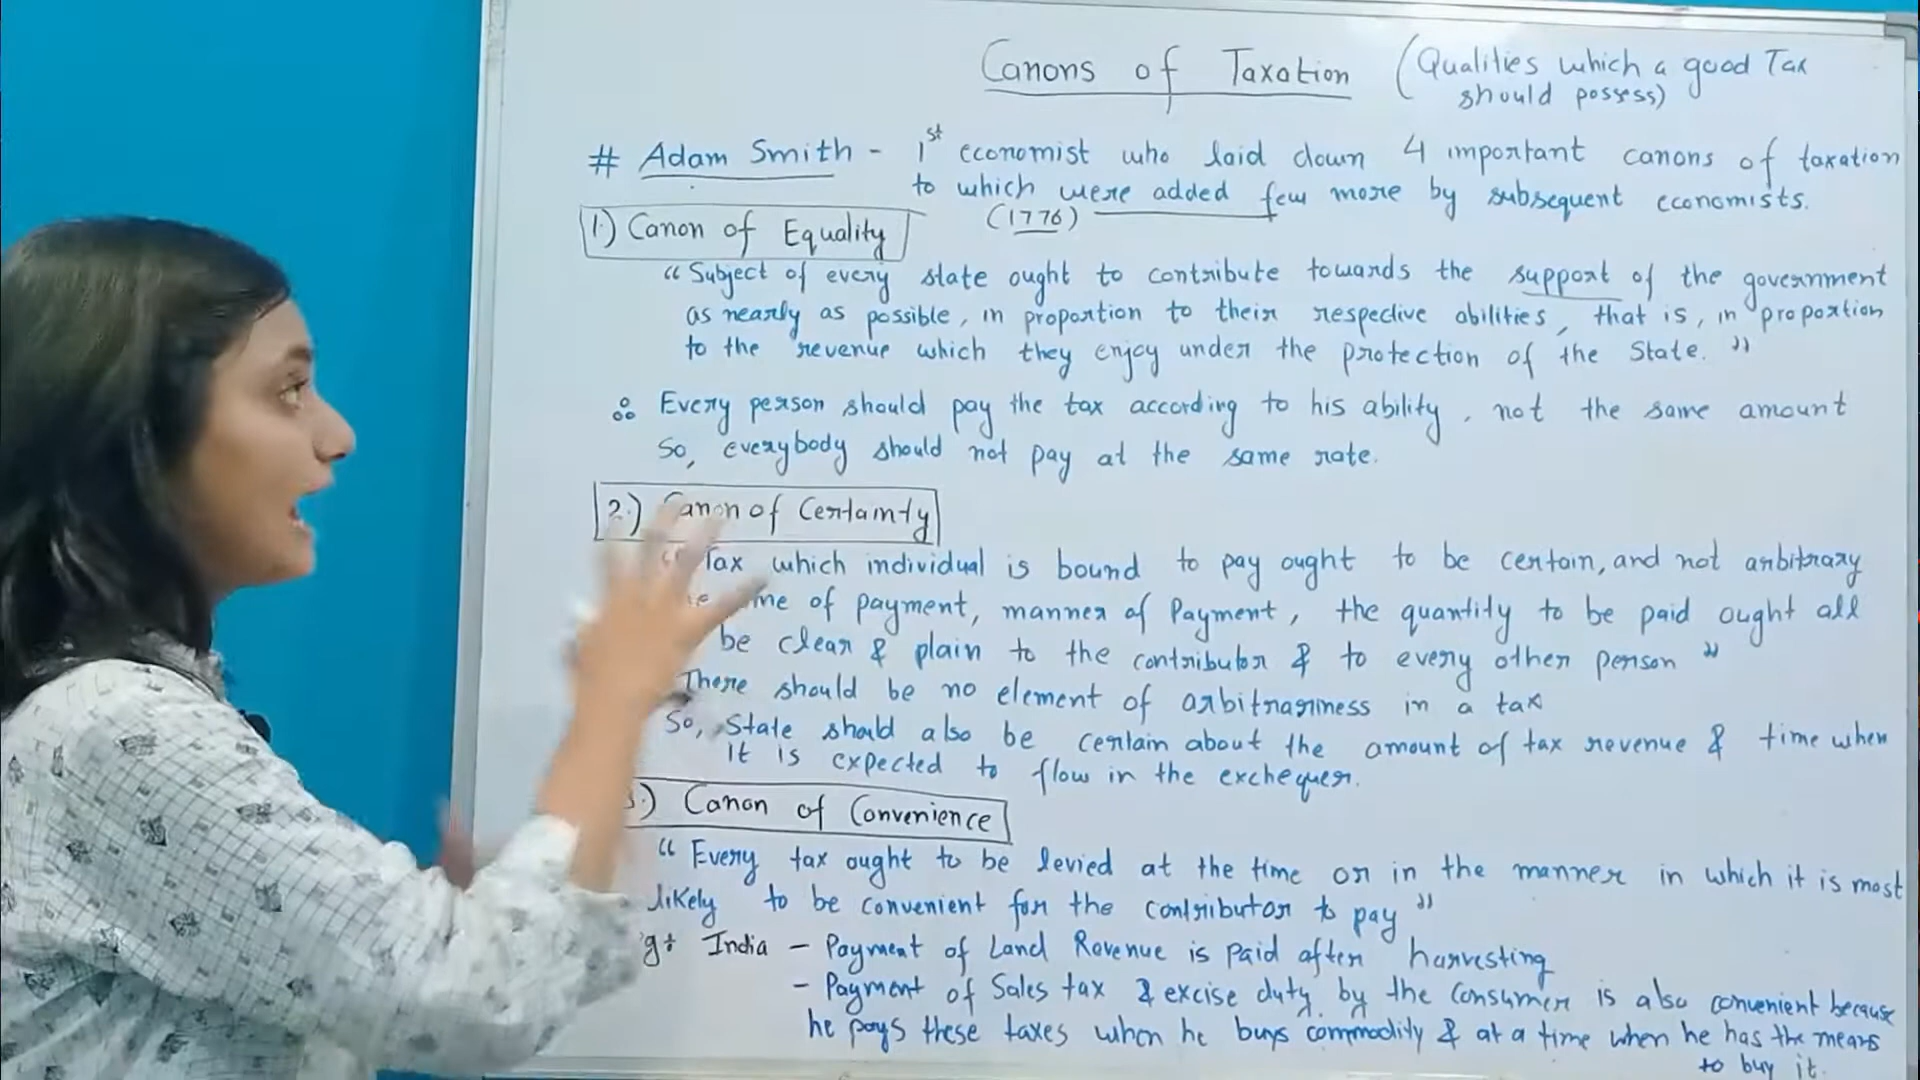 Canons of Taxation (Qualities which a good Tax
should possess)
# Adam Smith - 1st economist who laid down 4 important canons of taxation
to which were added few more by subsequent economists.
(1776)
1.) Canon of Equality
“Subject of every state ought to contribute towards the support of the government
as nearly as possible, in proportion to their respective abilities, that is, in proportion
to the revenue which they enjoy under the protection of the State.”
∴ Every person should pay the tax according to his ability, not the same amount
So, everybody should not pay at the same rate.
2.) Canon of Certainty
“Tax which individual is bound to pay ought to be certain, and not arbitrary
of payment, manner of Payment, the quantity to be paid ought all
be clear & plain to the contributor & to every other person”
There should be no element of arbitrariness in a tax
So, State should also be certain about the amount of tax revenue & time when
it is expected to flow in the exchequer.
3.) Canon of Convenience
“Every tax ought to be levied at the time or in the manner in which it is most
likely to be convenient for the contributor to pay”
India - Payment of Land Revenue is paid after harvesting
- Payment of Sales tax & excise duty by the consumer is also convenient because
he pays these taxes when he buys commodity & at a time when he has the means
to buy it.